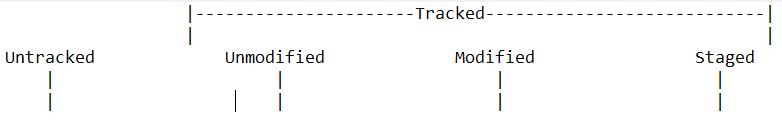 |----------------------Tracked----------------------------|
|                                                         |
Untracked Unmodified Modified Staged
| | | |
| | | |